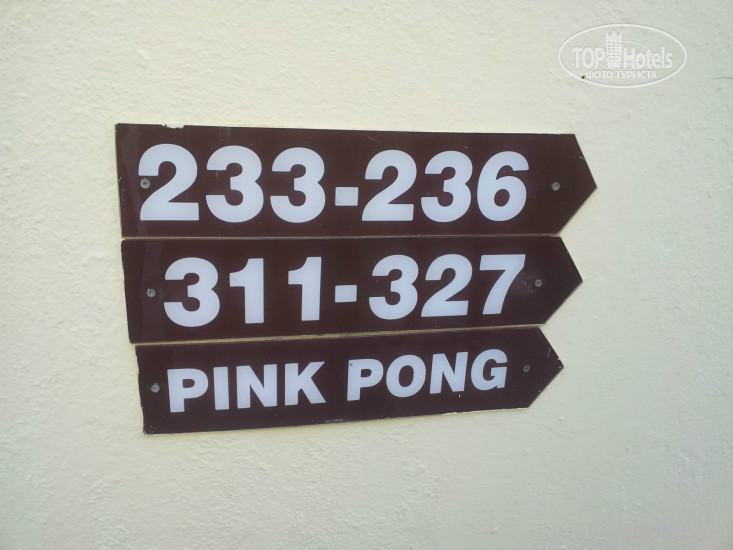 TOP Hotels
ФОТО ТУРИСТА
233-236
311-327
PINK PONG